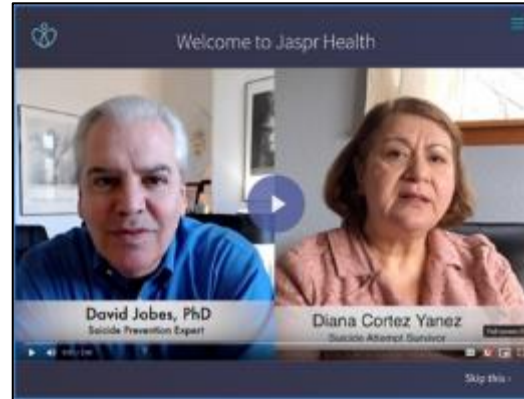 Welcome to Jaspr Health
David Jobes, PhD
Suicide Prevention Expert
Diana Cortez Yanez
Suicide Attempt Survivor
Skip this ›